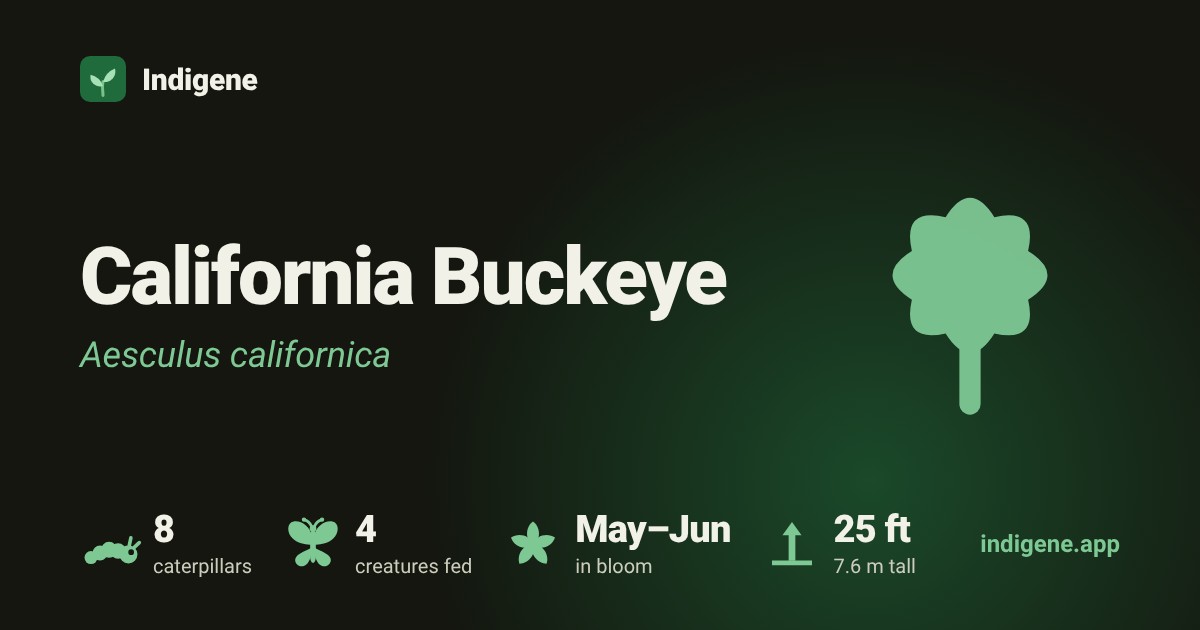 Indigene
California Buckeye
Aesculus californica
8
caterpillars
4
creatures fed
May–Jun
in bloom
25 ft
7.6 m tall
indigene.app